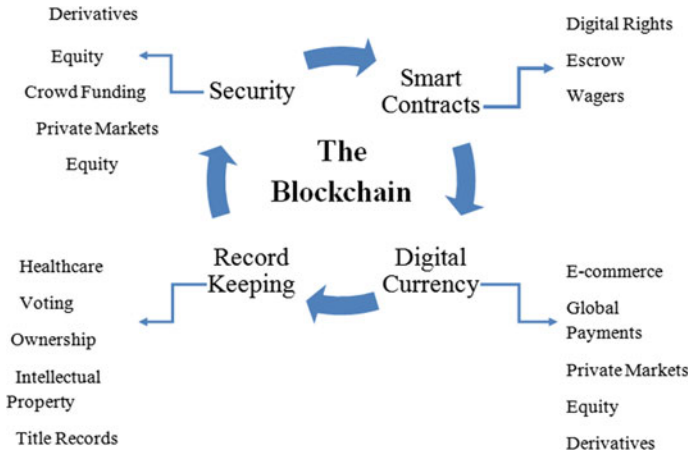 Derivatives
Equity
Crowd Funding
Private Markets
Equity
Security
Smart
Contracts
Digital Rights
Escrow
Wagers
The
Blockchain
Record
Keeping
Digital
Currency
Healthcare
Voting
Ownership
Intellectual
Property
Title Records
E-commerce
Global
Payments
Private Markets
Equity
Derivatives